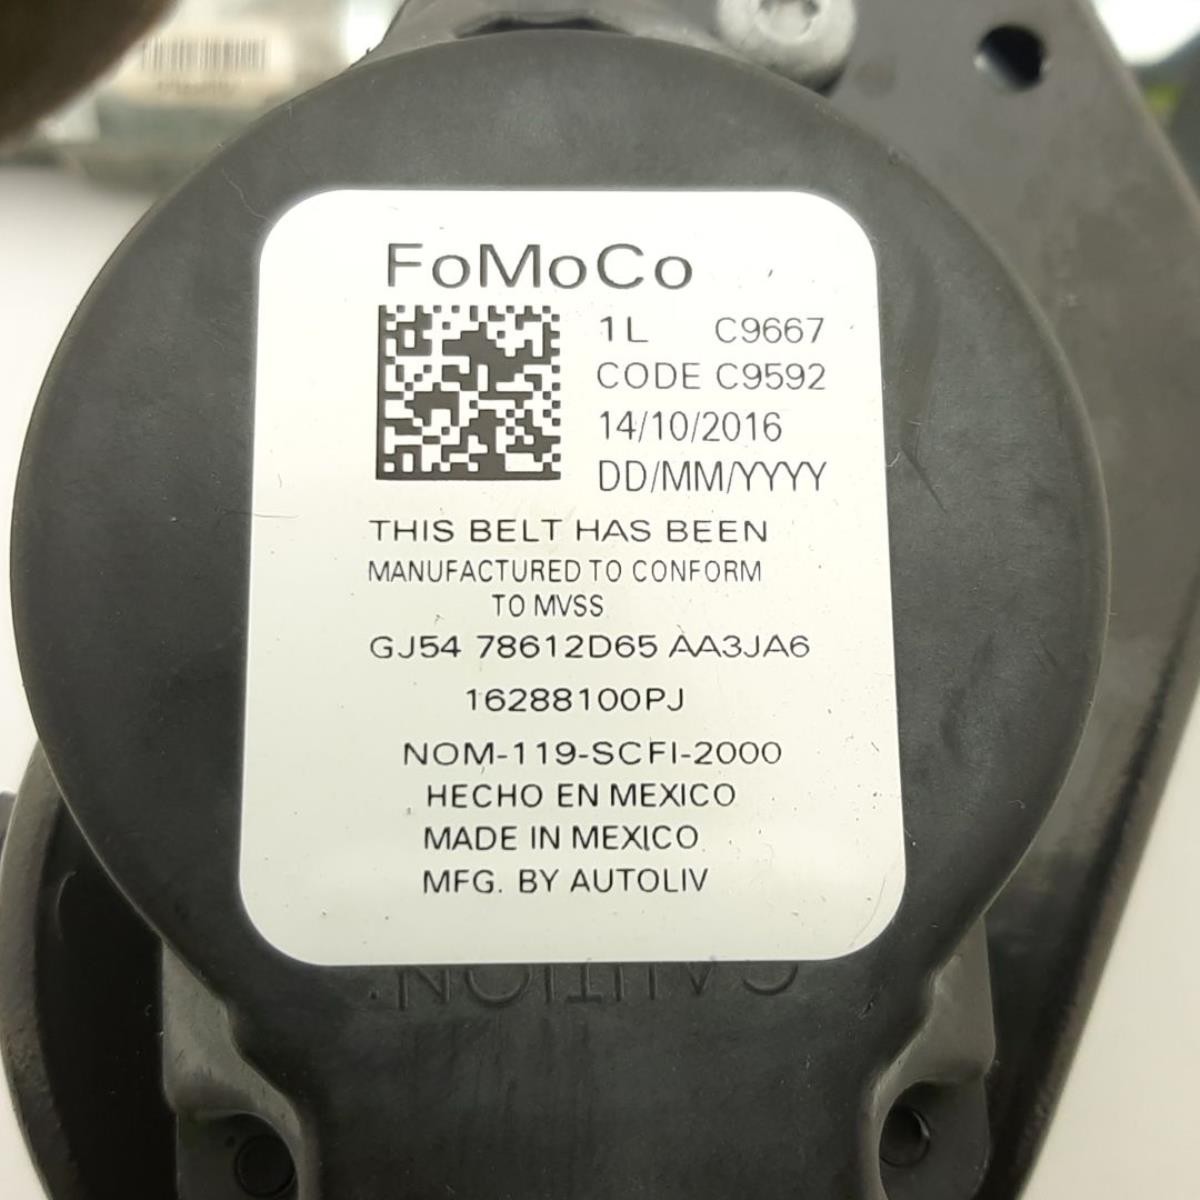 FoMoCo
1L C9667
CODE C9592
14/10/2016
DD/MM/YYYY
THIS BELT HAS BEEN
MANUFACTURED TO CONFORM
TO MVSS
GJ54 78612D65 AA3JA6
16288100PJ
NOM-119-SCFI-2000
HECHO EN MEXICO
MADE IN MEXICO
MFG. BY AUTOLIV
CAUTION